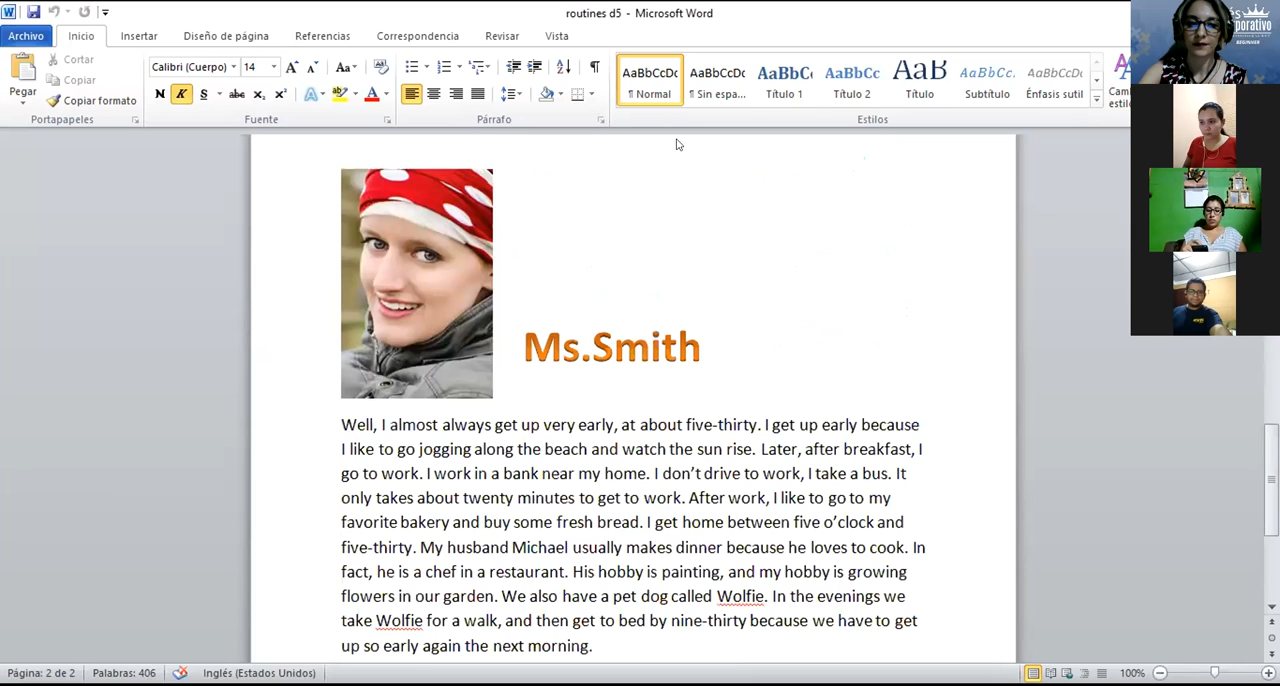 routines d5 - Microsoft Word
Archivo Inicio Insertar Diseño de página Referencias Correspondencia Revisar Vista
Pegar
Cortar
Copiar
Copiar formato
Portapapeles
Calibri (Cuerpo) 14
Fuente
Párrafo
AaBbCcDc AaBbCcDc AaBbC AaBbCc AaB AaBbCc. AaBbCcDc
¶ Normal ¶ Sin espa... Título 1 Título 2 Título Subtítulo Énfasis sutil
Estilos
BEGINNER
Ms.Smith
Well, I almost always get up very early, at about five-thirty. I get up early because
I like to go jogging along the beach and watch the sun rise. Later, after breakfast, I
go to work. I work in a bank near my home. I don’t drive to work, I take a bus. It
only takes about twenty minutes to get to work. After work, I like to go to my
favorite bakery and buy some fresh bread. I get home between five o’clock and
five-thirty. My husband Michael usually makes dinner because he loves to cook. In
fact, he is a chef in a restaurant. His hobby is painting, and my hobby is growing
flowers in our garden. We also have a pet dog called Wolfie. In the evenings we
take Wolfie for a walk, and then get to bed by nine-thirty because we have to get
up so early again the next morning.
Página: 2 de 2 Palabras: 406 Inglés (Estados Unidos) 100%